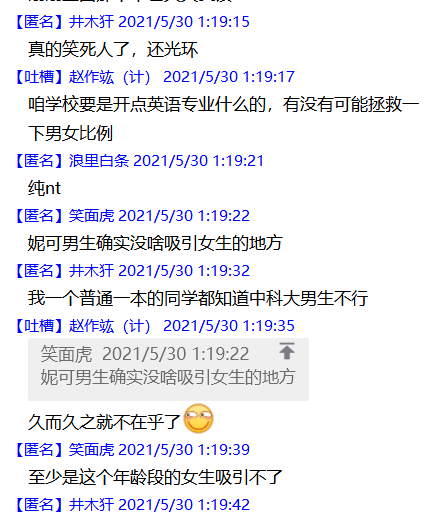 【匿名】井木犴 2021/5/30 1:19:15
真的笑死人了，还光环
【吐槽】赵作竑（计） 2021/5/30 1:19:17
咱学校要是开点英语专业什么的，有没有可能拯救一
下男女比例
【匿名】浪里白条 2021/5/30 1:19:21
纯nt
【匿名】笑面虎 2021/5/30 1:19:22
妮可男生确实没啥吸引女生的地方
【匿名】井木犴 2021/5/30 1:19:32
我一个普通一本的同学都知道中科大男生不行
【吐槽】赵作竑（计） 2021/5/30 1:19:35
笑面虎 2021/5/30 1:19:22
妮可男生确实没啥吸引女生的地方
久而久之就不在乎了
【匿名】笑面虎 2021/5/30 1:19:39
至少是这个年龄段的女生吸引不了
【匿名】井木犴 2021/5/30 1:19:42